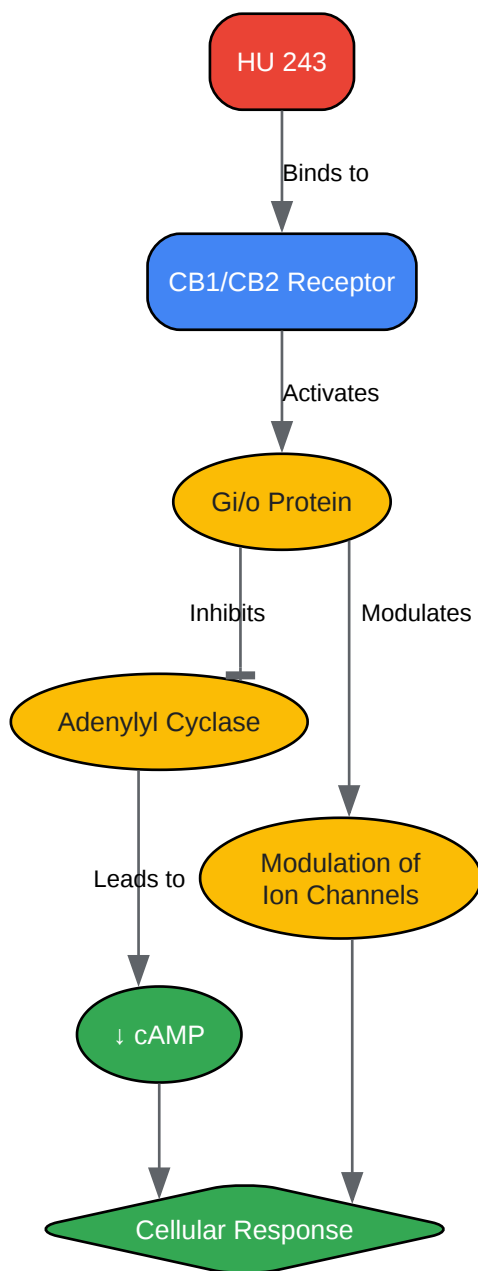 HU 243
Binds to
CB1/CB2 Receptor
Activates
Gi/o Protein
Inhibits
Modulates
Adenylyl Cyclase
Leads to
Modulation of
Ion Channels
↓ cAMP
Cellular Response